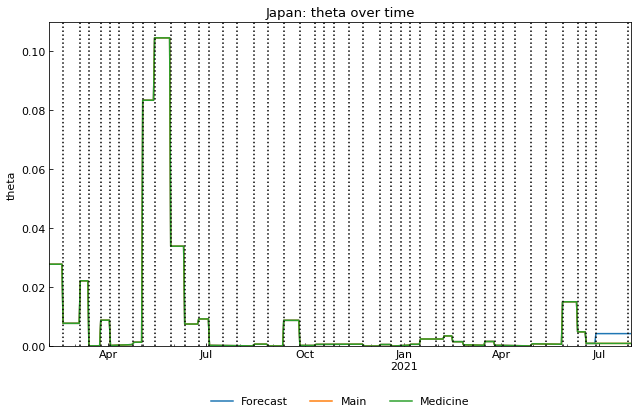 Japan: theta over time
0.10
0.08
0.06
0.04
0.02
0.00
theta
Apr Jul Oct Jan Apr Jul
2021
Forecast Main Medicine